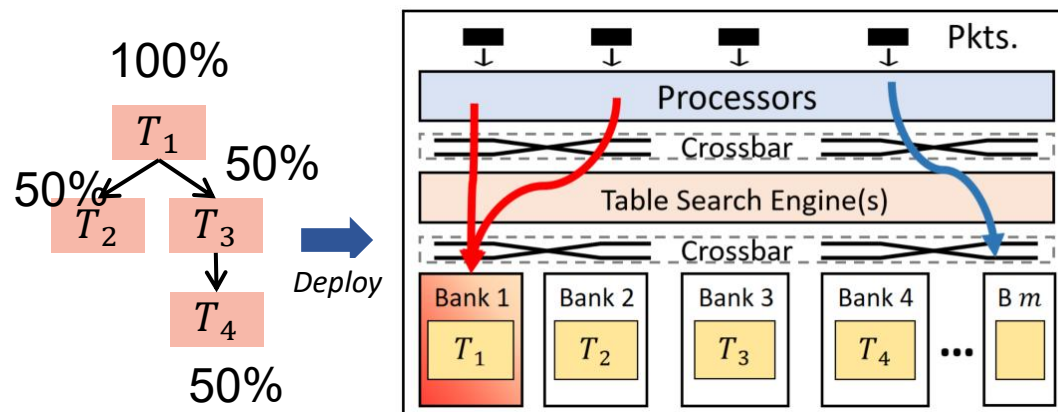 100%
T₁
50%
50%
T₂
T₃
T₄
50%
Deploy
Pkts.
Processors
Crossbar
Table Search Engine(s)
Crossbar
Bank 1
Bank 2
Bank 3
Bank 4
B m
T₁
T₂
T₃
T₄
...